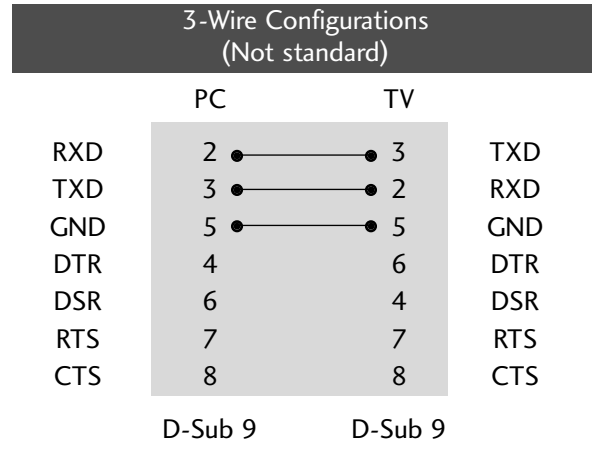 3-Wire Configurations
(Not standard)
PC TV
RXD 2 3 TXD
TXD 3 2 RXD
GND 5 5 GND
DTR 4 6 DTR
DSR 6 4 DSR
RTS 7 7 RTS
CTS 8 8 CTS
D-Sub 9 D-Sub 9